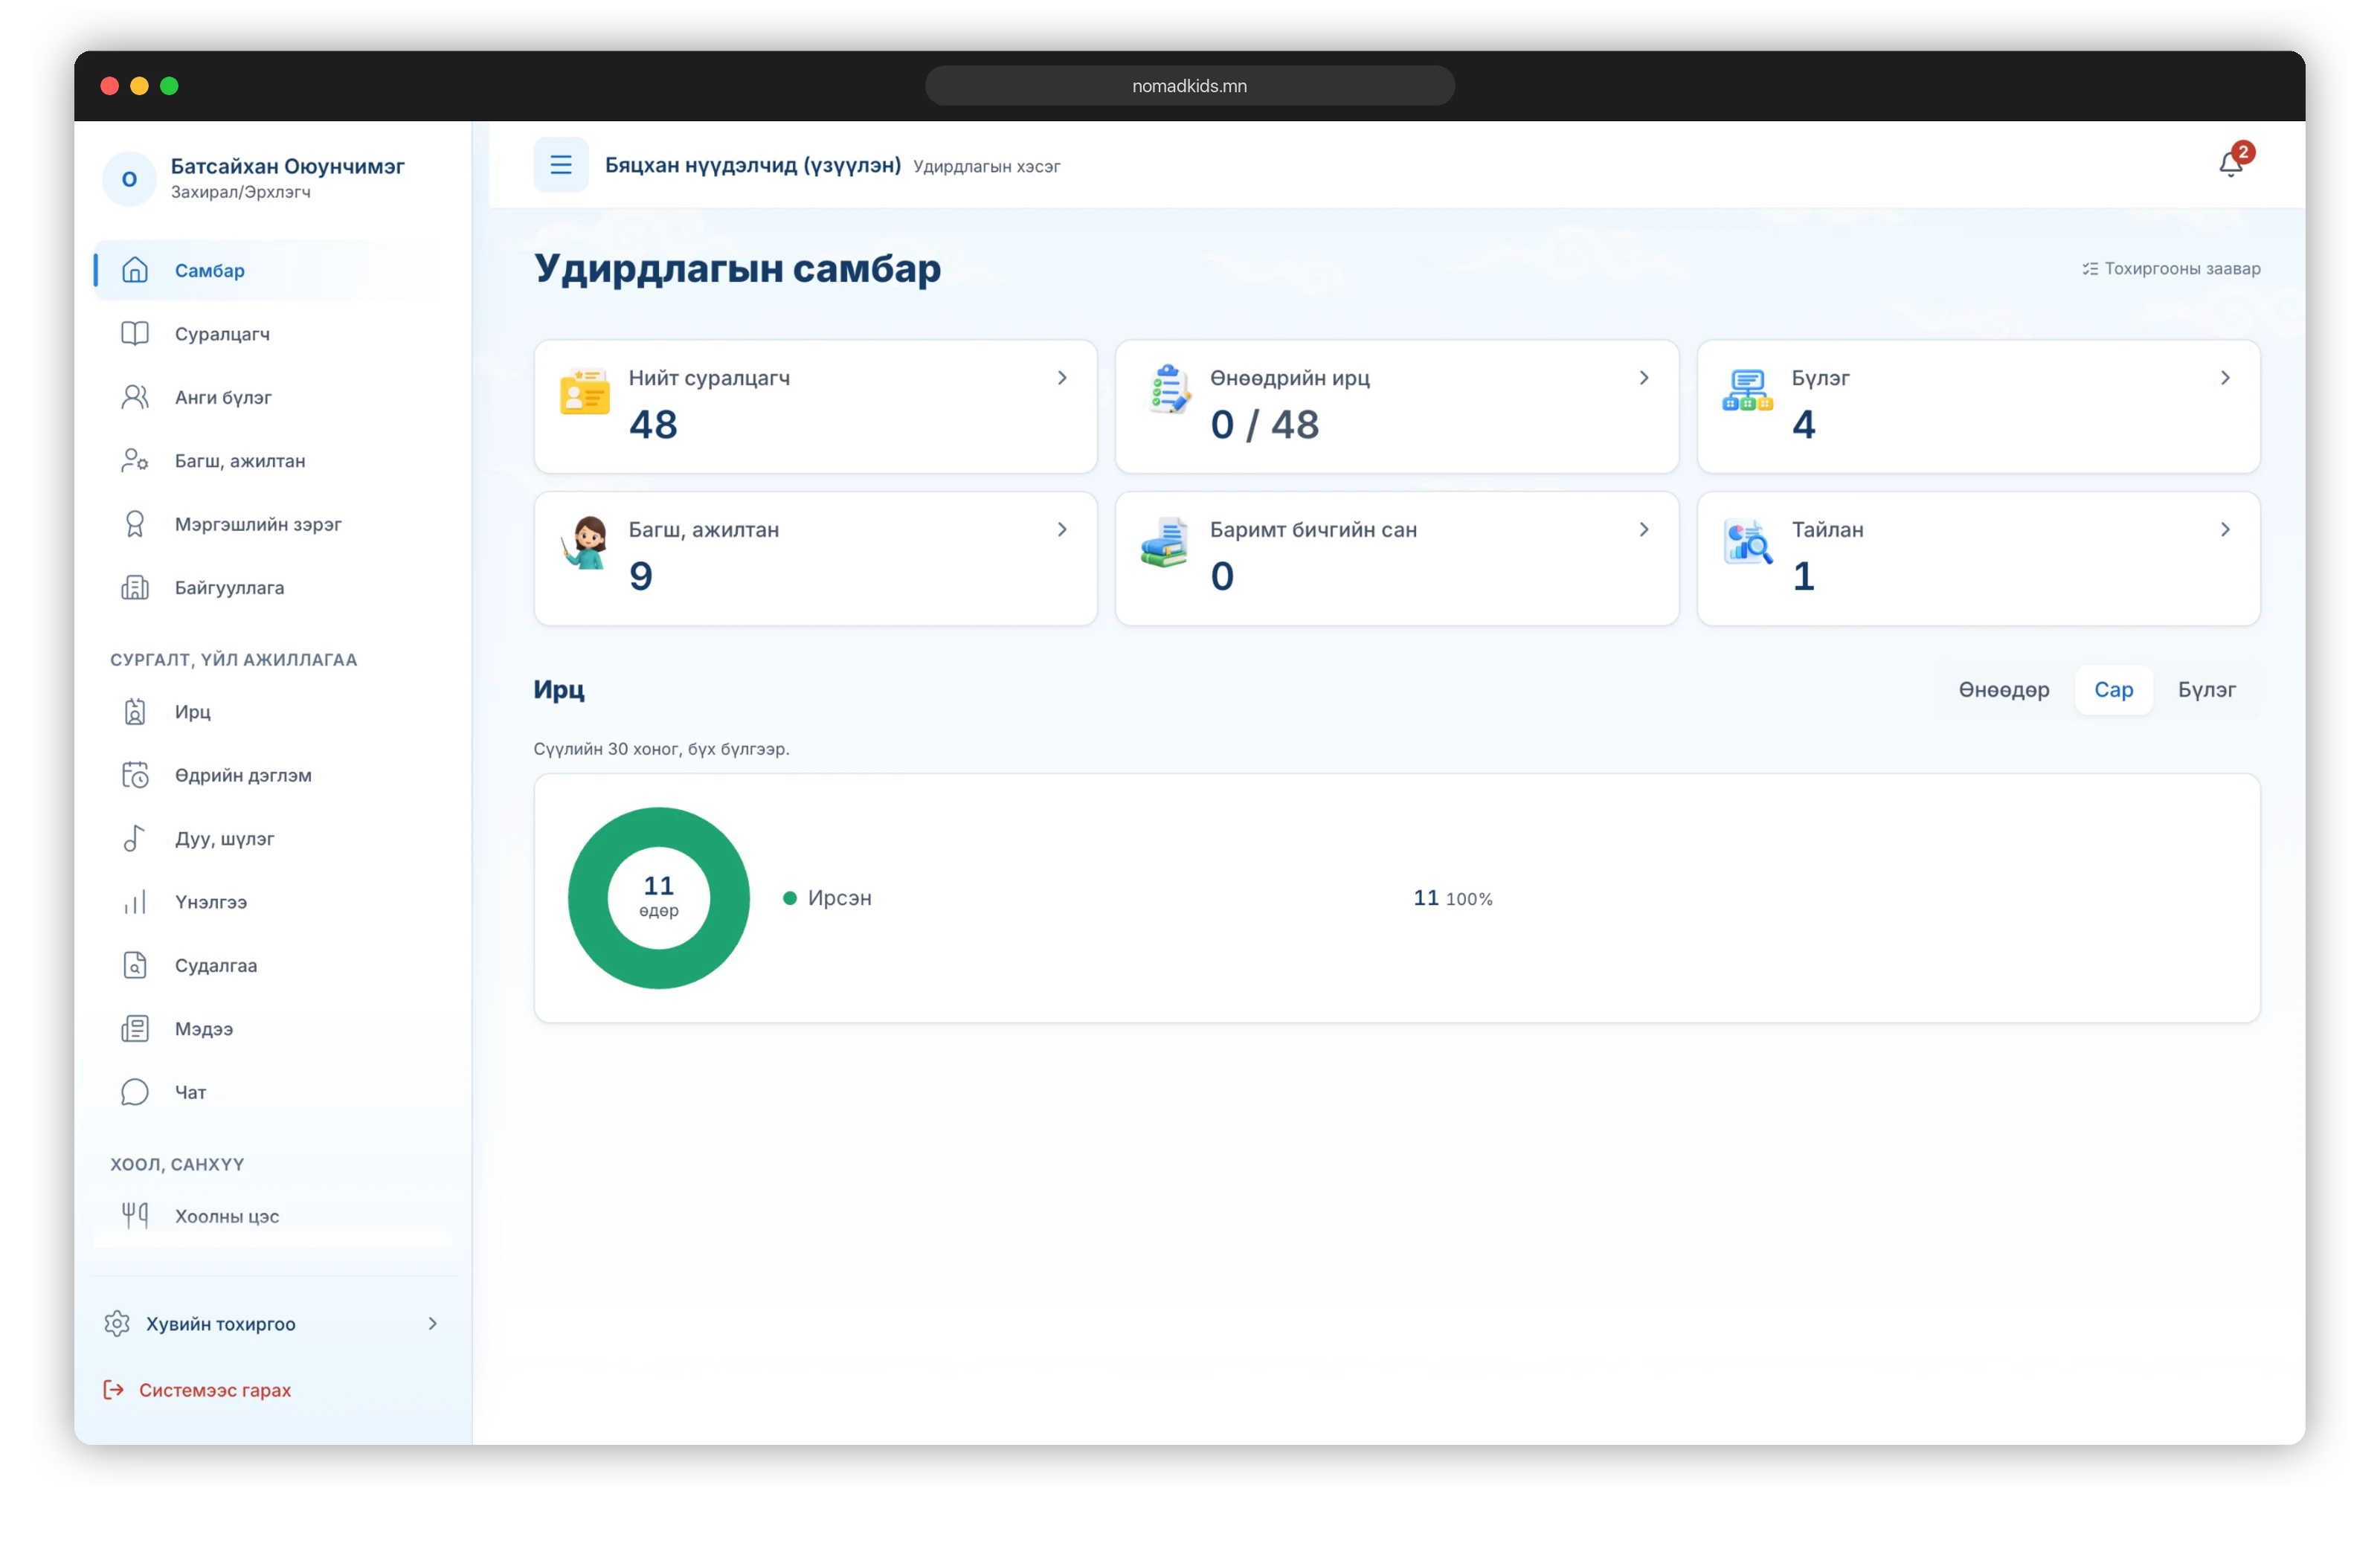 nomadkids.mn
О
Батсайхан Оюунчимэг
Захирал/Эрхлэгч
Самбар
Суралцагч
Анги бүлэг
Багш, ажилтан
Мэргэшлийн зэрэг
Байгууллага
СУРГАЛТ, ҮЙЛ АЖИЛЛАГАА
Ирц
Өдрийн дэглэм
Дуу, шүлэг
Үнэлгээ
Судалгаа
Мэдээ
Чат
ХООЛ, САНХҮҮ
Хоолны цэс
Хувийн тохиргоо
Системээс гарах
Бяцхан нүүдэлчид (үзүүлэн) Удирдлагын хэсэг
2
Удирдлагын самбар
Тохиргооны заавар
Нийт суралцагч
48
Өнөөдрийн ирц
0 / 48
Бүлэг
4
Багш, ажилтан
9
Баримт бичгийн сан
0
Тайлан
1
Ирц
Өнөөдөр Сар Бүлэг
Сүүлийн 30 хоног, бүх бүлгээр.
11
өдөр
Ирсэн 11 100%